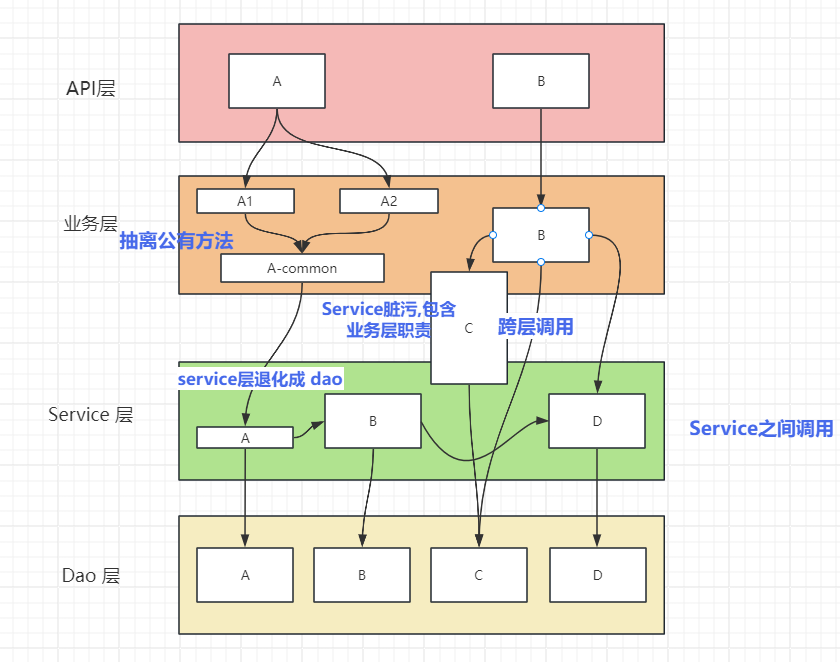 API层
A
B
业务层
A1
A2
B
抽离公有方法
A-common
Service脏污,包含
业务层职责
C
跨层调用
service层退化成 dao
Service 层
A
B
D
Service之间调用
Dao 层
A
B
C
D